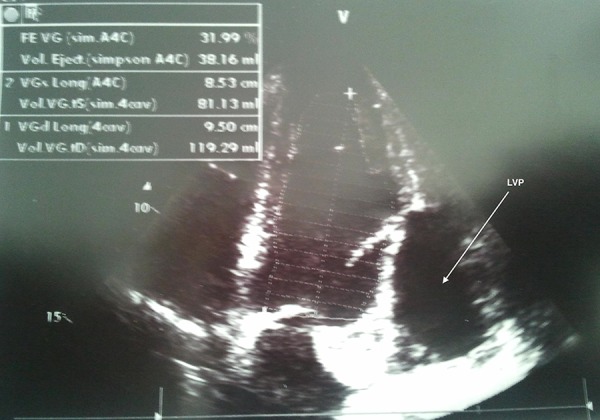 V
FE VG (sim.A4C) 31.99 %
Vol. Eject.(simpson A4C) 38.16 ml
2 VGs Long(A4C) 8.53 cm
Vol.VG.tS(sim.4cav) 81.13 ml
1 VGd Long(4cav) 9.50 cm
Vol.VG.tD(sim.4cav) 119.29 ml
LVP
10
15